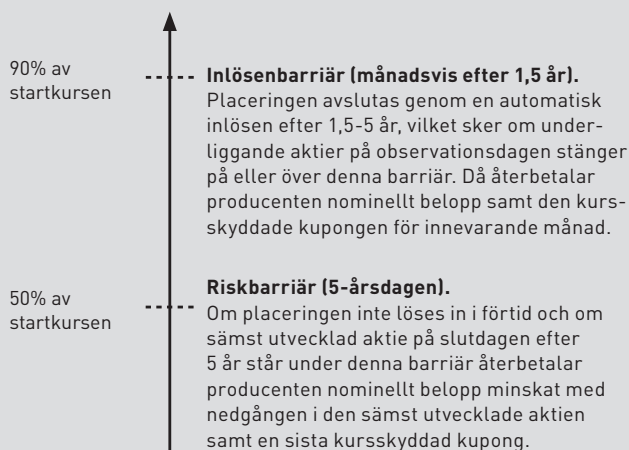 90% av
startkursen
Inlösenbarriär (månadsvis efter 1,5 år).
Placeringen avslutas genom en automatisk
inlösen efter 1,5-5 år, vilket sker om under-
liggande aktier på observationsdagen stänger
på eller över denna barriär. Då återbetalar
producenten nominellt belopp samt den kurs-
skyddade kupongen för innevarande månad.
50% av
startkursen
Riskbarriär (5-årsdagen).
Om placeringen inte löses in i förtid och om
sämst utvecklad aktie på slutdagen efter
5 år står under denna barriär återbetalar
producenten nominellt belopp minskat med
nedgången i den sämst utvecklade aktien
samt en sista kursskyddad kupong.